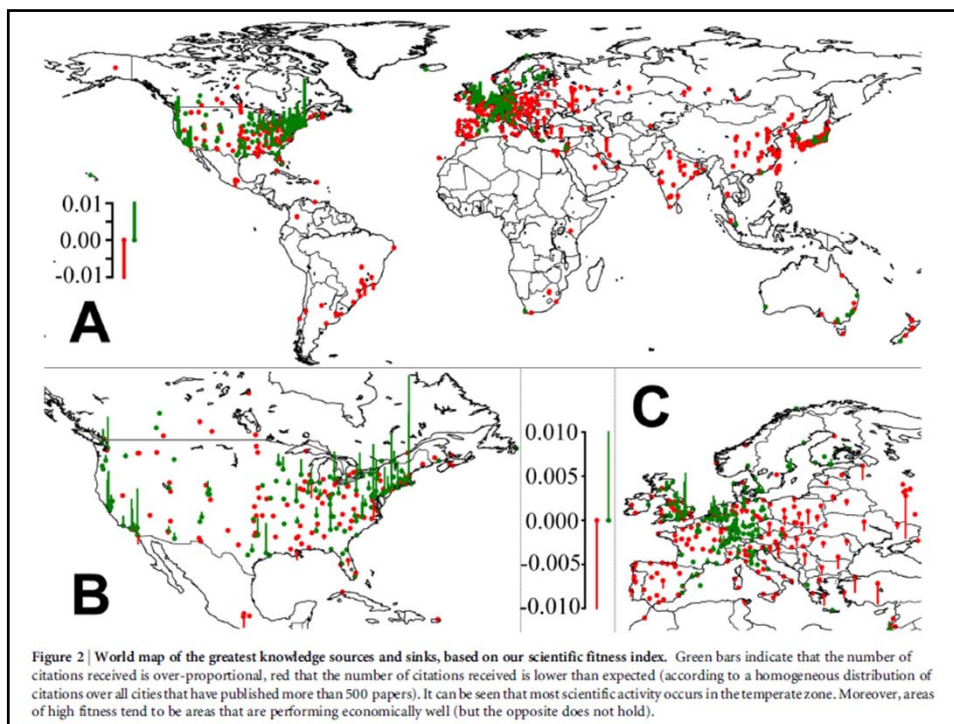 0.01
0.00
-0.01
A
B
0.010
0.005
0.000
-0.005
-0.010
C
Figure 2 | World map of the greatest knowledge sources and sinks, based on our scientific fitness index. Green bars indicate that the number of
citations received is over-proportional, red that the number of citations received is lower than expected (according to a homogeneous distribution of
citations over all cities that have published more than 500 papers). It can be seen that most scientific activity occurs in the temperate zone. Moreover, areas
of high fitness tend to be areas that are performing economically well (but the opposite does not hold).